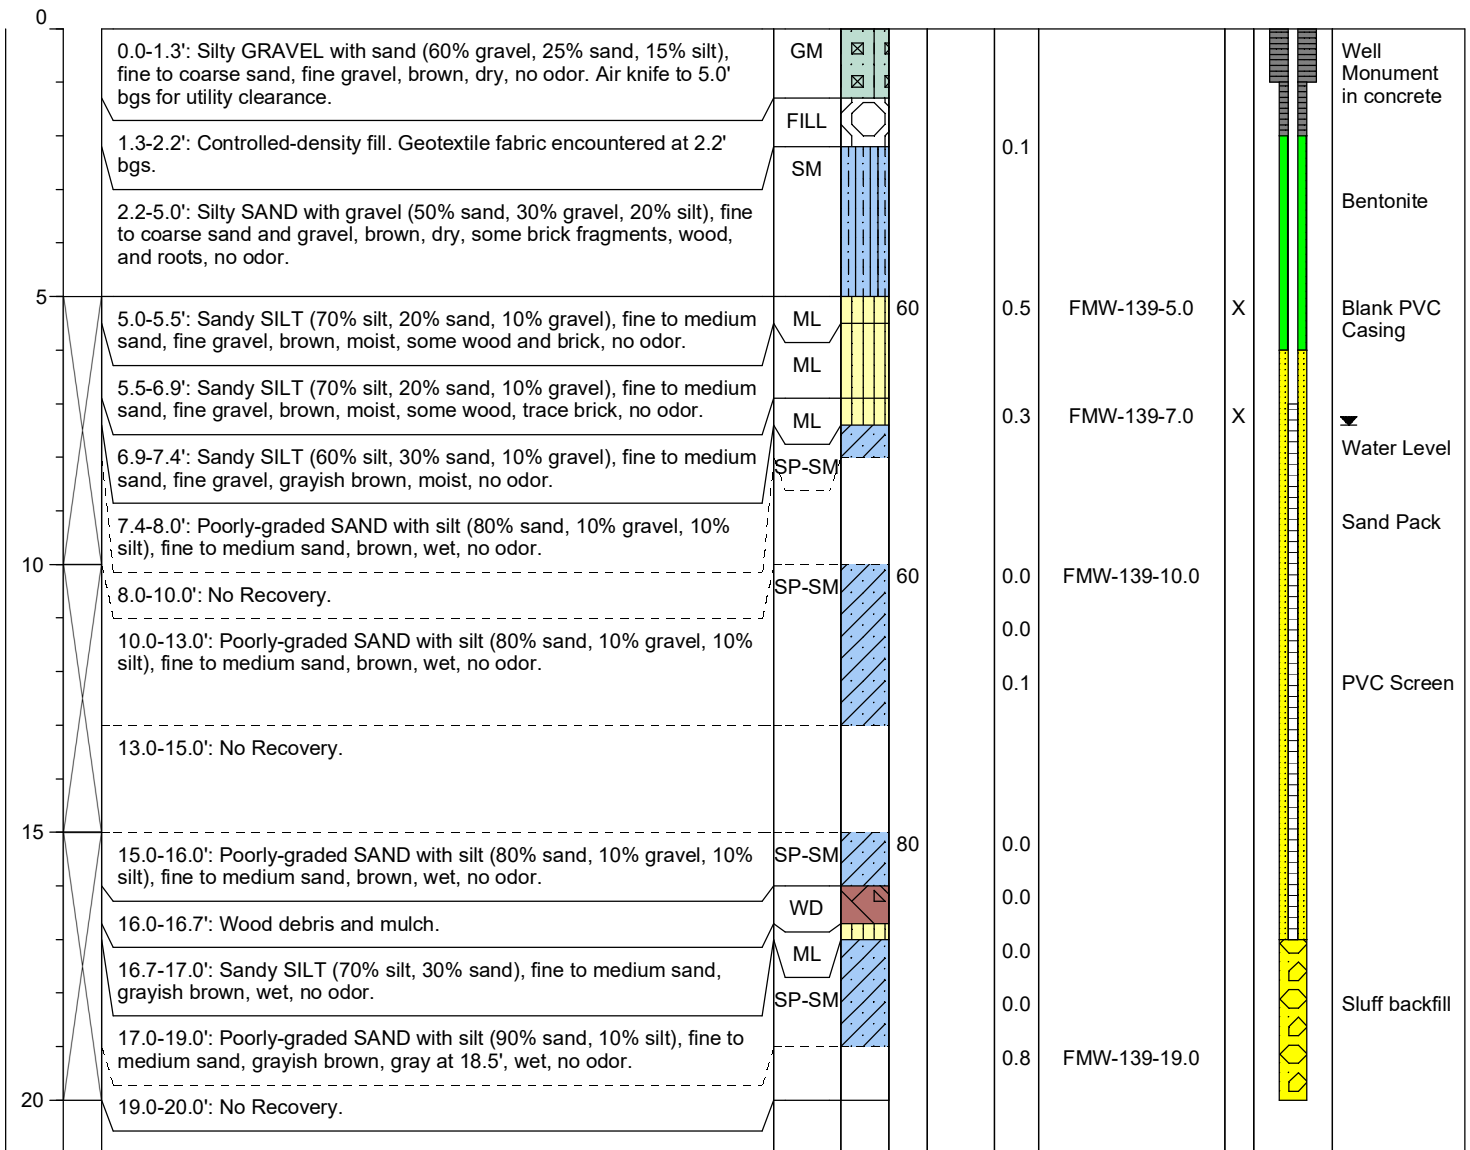 0
0.0-1.3': Silty GRAVEL with sand (60% gravel, 25% sand, 15% silt),
fine to coarse sand, fine gravel, brown, dry, no odor. Air knife to 5.0'
bgs for utility clearance.
GM
Well
Monument
in concrete
FILL
1.3-2.2': Controlled-density fill. Geotextile fabric encountered at 2.2'
bgs.
0.1
SM
2.2-5.0': Silty SAND with gravel (50% sand, 30% gravel, 20% silt), fine
to coarse sand and gravel, brown, dry, some brick fragments, wood,
and roots, no odor.
Bentonite
5
5.0-5.5': Sandy SILT (70% silt, 20% sand, 10% gravel), fine to medium
sand, fine gravel, brown, moist, some wood and brick, no odor.
ML
60
0.5
FMW-139-5.0
X
Blank PVC
Casing
ML
5.5-6.9': Sandy SILT (70% silt, 20% sand, 10% gravel), fine to medium
sand, fine gravel, brown, moist, some wood, trace brick, no odor.
ML
0.3
FMW-139-7.0
X
Water Level
6.9-7.4': Sandy SILT (60% silt, 30% sand, 10% gravel), fine to medium
sand, fine gravel, grayish brown, moist, no odor.
SP-SM
7.4-8.0': Poorly-graded SAND with silt (80% sand, 10% gravel, 10%
silt), fine to medium sand, brown, wet, no odor.
Sand Pack
10
8.0-10.0': No Recovery.
SP-SM
60
0.0
FMW-139-10.0
0.0
10.0-13.0': Poorly-graded SAND with silt (80% sand, 10% gravel, 10%
silt), fine to medium sand, brown, wet, no odor.
0.1
PVC Screen
13.0-15.0': No Recovery.
15
15.0-16.0': Poorly-graded SAND with silt (80% sand, 10% gravel, 10%
silt), fine to medium sand, brown, wet, no odor.
SP-SM
80
0.0
0.0
WD
16.0-16.7': Wood debris and mulch.
ML
0.0
16.7-17.0': Sandy SILT (70% silt, 30% sand), fine to medium sand,
grayish brown, wet, no odor.
SP-SM
0.0
Sluff backfill
17.0-19.0': Poorly-graded SAND with silt (90% sand, 10% silt), fine to
medium sand, grayish brown, gray at 18.5', wet, no odor.
0.8
FMW-139-19.0
20
19.0-20.0': No Recovery.